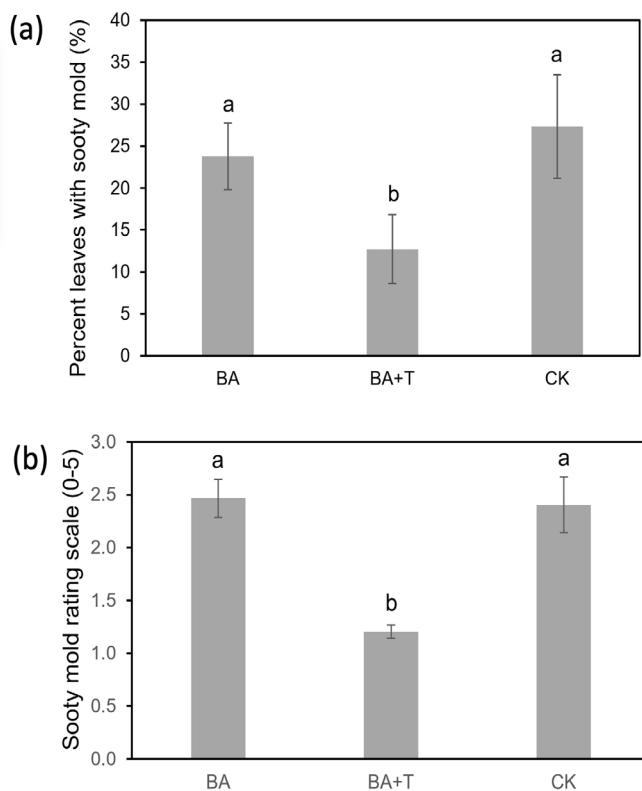 (a)
Percent leaves with sooty mold (%)
40
35
30
25
20
15
10
5
0
a
b
a
BA
BA+T
CK
(b)
Sooty mold rating scale (0-5)
3.0
2.5
2.0
1.5
1.0
0.5
0.0
a
b
a
BA
BA+T
CK